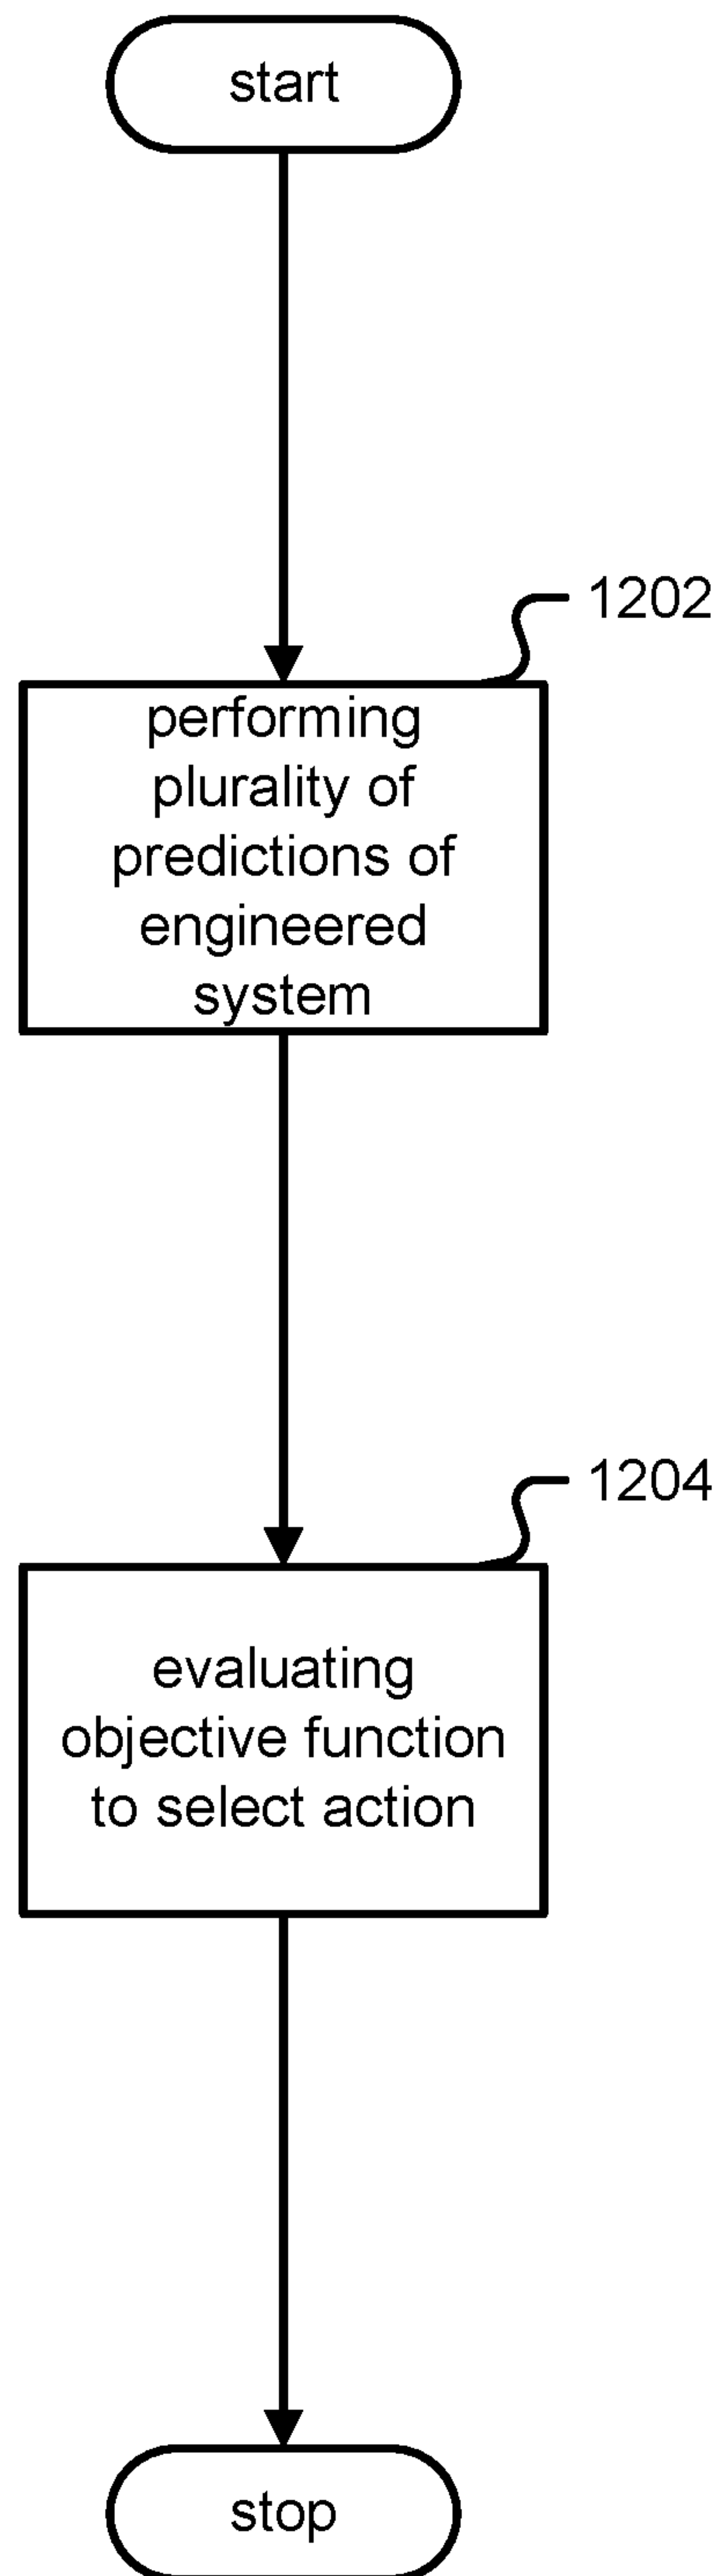 start
1202
performing
plurality of
predictions of
engineered
system
1204
evaluating
objective function
to select action
stop